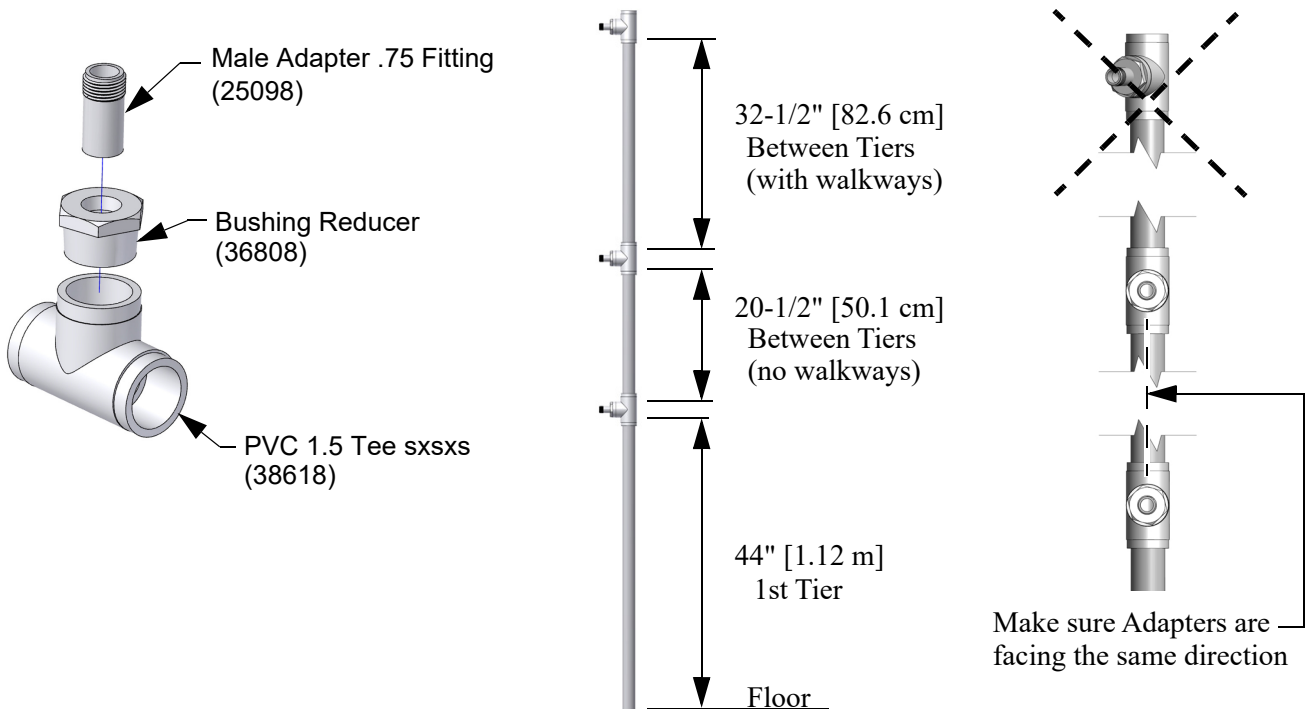 Male Adapter .75 Fitting
(25098)
Bushing Reducer
(36808)
PVC 1.5 Tee sxsxs
(38618)
32-1/2" [82.6 cm]
Between Tiers
(with walkways)
20-1/2" [50.1 cm]
Between Tiers
(no walkways)
44" [1.12 m]
1st Tier
Floor
Make sure Adapters are
facing the same direction